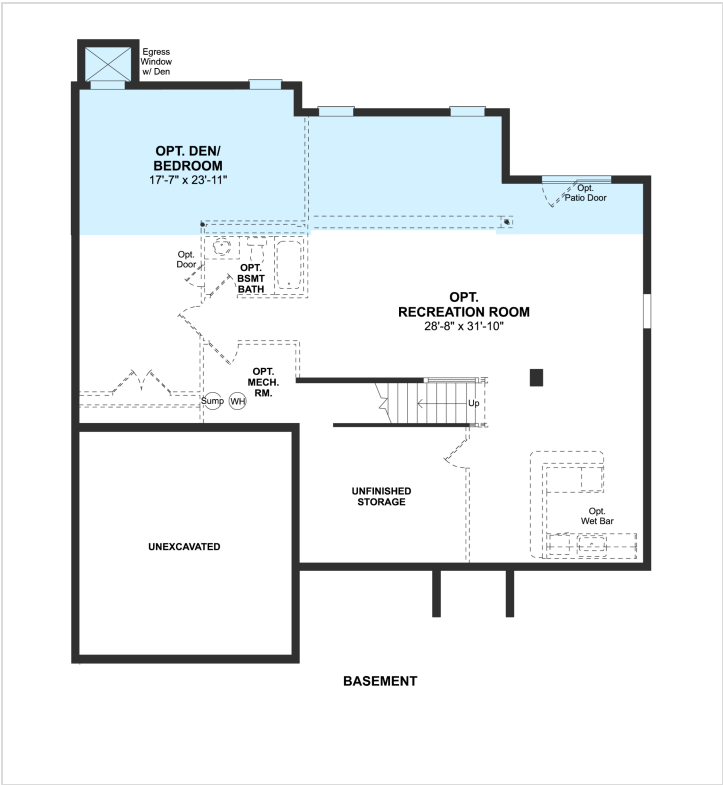 Egress
Window
w/ Den
OPT. DEN/
BEDROOM
17'-7" x 23'-11"
Opt.
Patio Door
Opt.
Door
OPT.
BSMT
BATH
OPT.
RECREATION ROOM
28'-8" x 31'-10"
OPT.
MECH.
RM.
Sump
WH
Up
UNFINISHED
STORAGE
Opt.
Wet Bar
UNEXCAVATED
BASEMENT